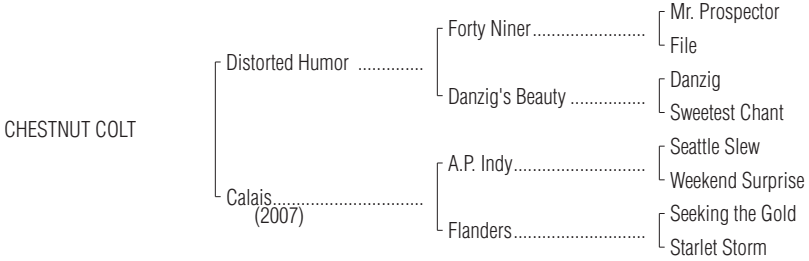 Mr. Prospector
Forty Niner..........................
File
Distorted Humor ...............
Danzig
Danzig's Beauty .................
Sweetest Chant
CHESTNUT COLT
Seattle Slew
A.P. Indy..............................
Weekend Surprise
Calais..................................
(2007)
Seeking the Gold
Flanders..............................
Starlet Storm